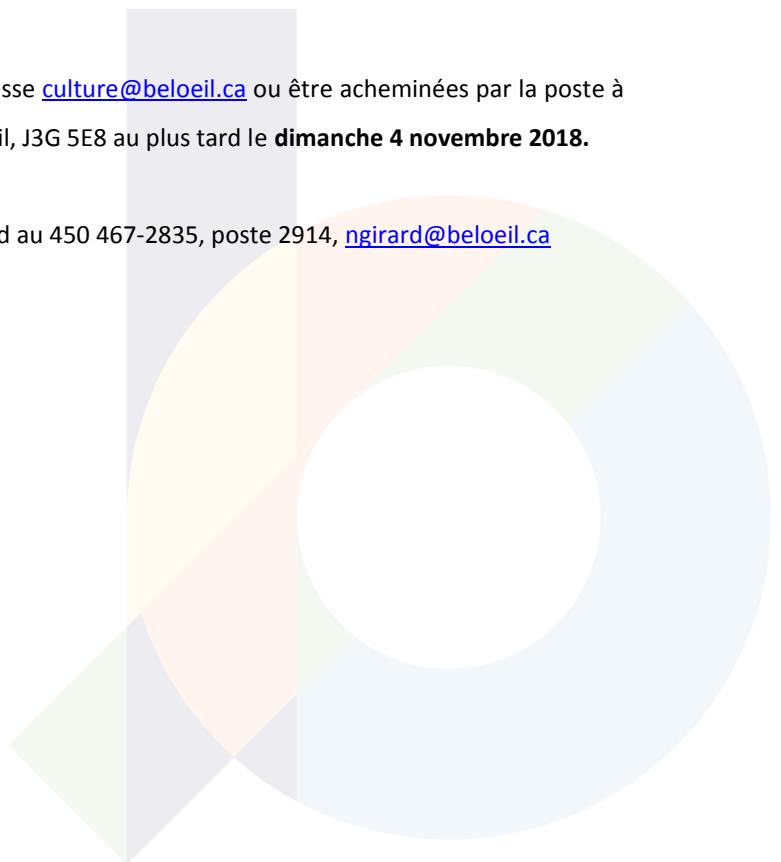 sse culture@beloeil.ca ou être acheminées par la poste à
il, J3G 5E8 au plus tard le dimanche 4 novembre 2018.
d au 450 467-2835, poste 2914, ngirard@beloeil.ca